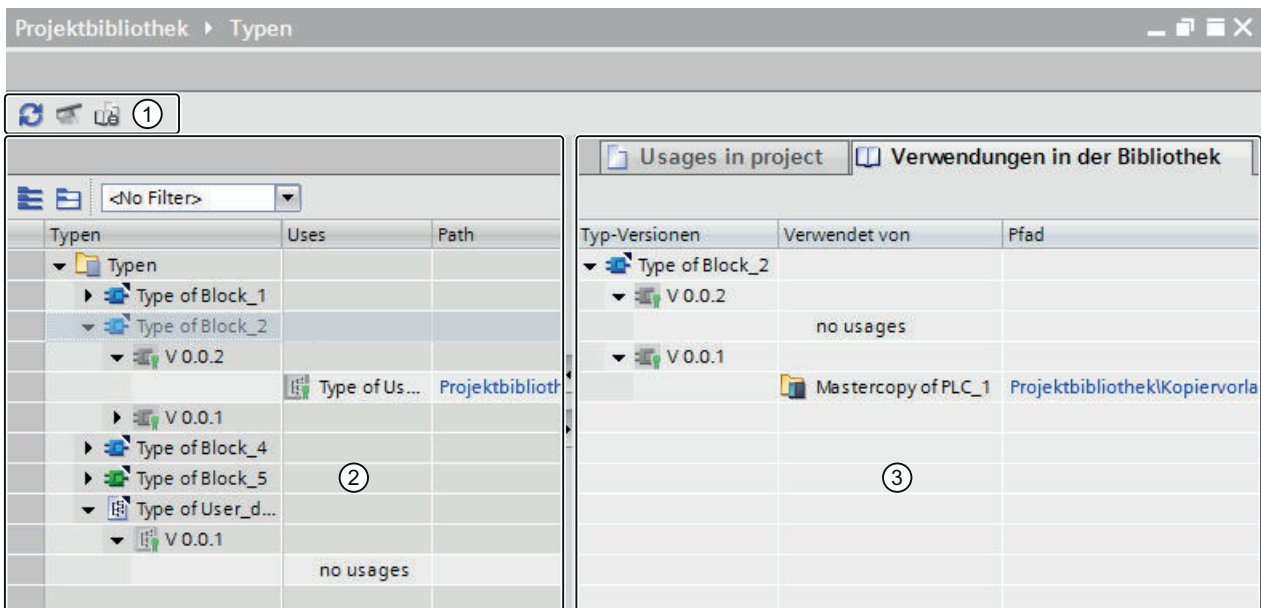 Projektbibliothek ▸ Typen
①
Usages in project Verwendungen in der Bibliothek
<No Filter>
Typen Uses Path Typ-Versionen Verwendet von Pfad
Typen Type of Block_2
Type of Block_1 V 0.0.2
Type of Block_2 no usages
V 0.0.2 V 0.0.1
Type of Us... Projektbiblioth Mastercopy of PLC_1 Projektbibliothek\Kopiervorla
V 0.0.1
Type of Block_4
Type of Block_5 ② ③
Type of User_d...
V 0.0.1
no usages